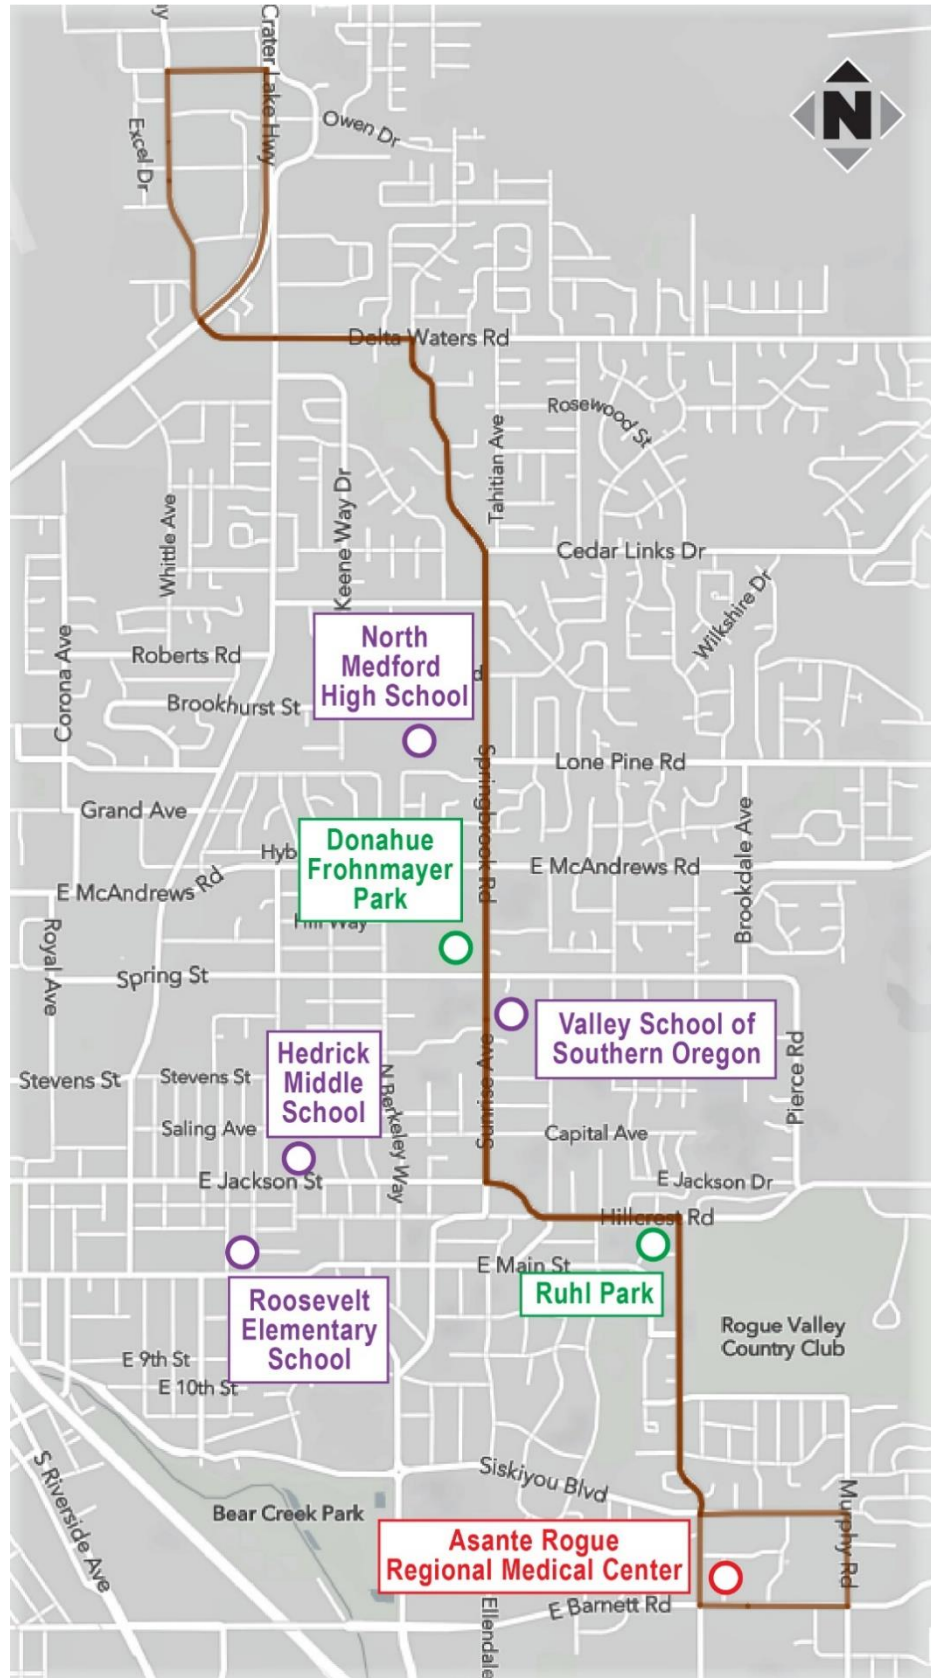 Crater Lake Hwy
N
Owen Dr
Excel Dr
Delta Waters Rd
Rosewood St
Tahitian Ave
Keene Way Dr
Whittle Ave
Cedar Links Dr
Wilkshire Dr
North
Medford
High School
Roberts Rd
Corona Ave
Brookhurst St
Springbrook Rd
Lone Pine Rd
Grand Ave
Donahue
Frohnmayer
Park
E McAndrews Rd
E McAndrews Rd
Brookdale Ave
Hill Way
Royal Ave
Spring St
Valley School of
Southern Oregon
Hedrick
Middle
School
Pierce Rd
Stevens St
Stevens St
N Berkeley Way
Sunrise Ave
Saling Ave
Capital Ave
E Jackson St
E Jackson Dr
Hillcrest Rd
E Main St
Ruhl Park
Roosevelt
Elementary
School
Rogue Valley
Country Club
E 9th St
E 10th St
S Riverside Ave
Siskiyou Blvd
Murphy Rd
Bear Creek Park
Asante Rogue
Regional Medical Center
E Barnett Rd
Ellendale